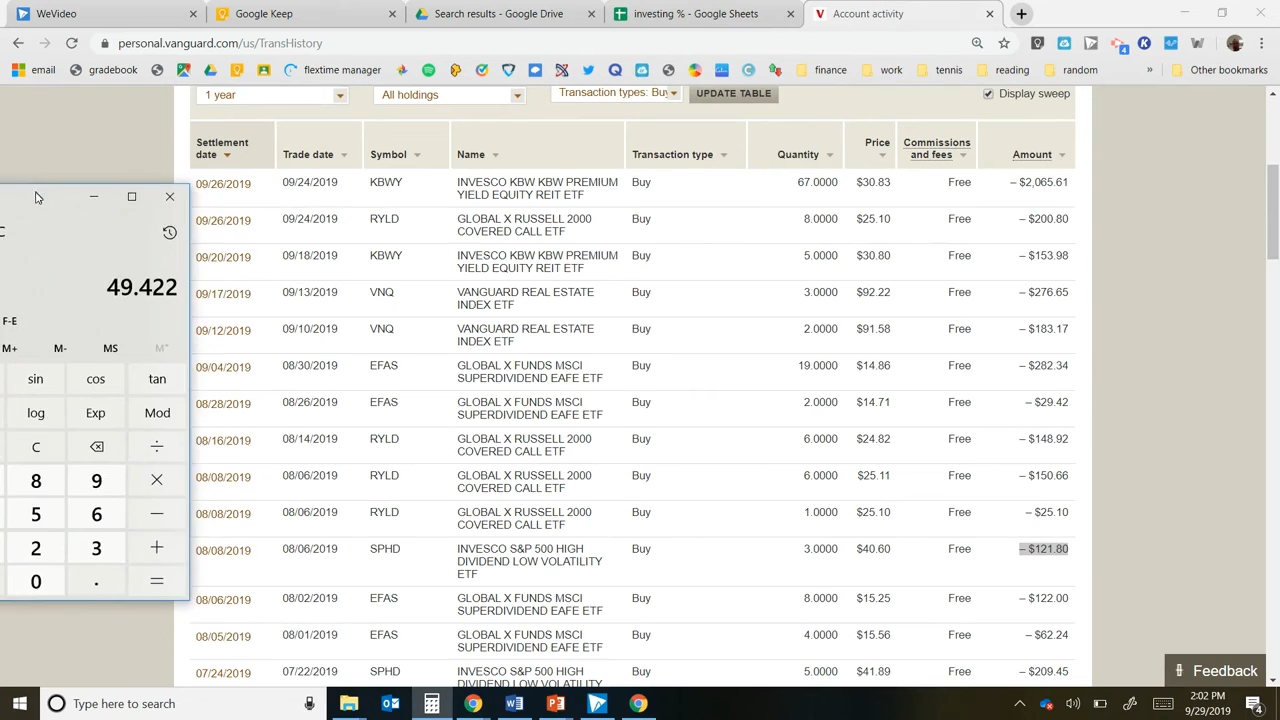 WeVideo
Google Keep
Search results - Google Drive
investing % - Google Sheets
Account activity
personal.vanguard.com/us/TransHistory
email gradebook flextime manager finance work tennis reading random » Other bookmarks
1 year All holdings Transaction types: Buy UPDATE TABLE Display sweep
Settlement date Trade date Symbol Name Transaction type Quantity Price Commissions and fees Amount
09/26/2019 09/24/2019 KBWY INVESCO KBW KBW PREMIUM Buy 67.0000 $30.83 Free – $2,065.61
YIELD EQUITY REIT ETF
09/26/2019 09/24/2019 RYLD GLOBAL X RUSSELL 2000 Buy 8.0000 $25.10 Free – $200.80
COVERED CALL ETF
09/20/2019 09/18/2019 KBWY INVESCO KBW KBW PREMIUM Buy 5.0000 $30.80 Free – $153.98
YIELD EQUITY REIT ETF
09/17/2019 09/13/2019 VNQ VANGUARD REAL ESTATE Buy 3.0000 $92.22 Free – $276.65
INDEX ETF
09/12/2019 09/10/2019 VNQ VANGUARD REAL ESTATE Buy 2.0000 $91.58 Free – $183.17
INDEX ETF
09/04/2019 08/30/2019 EFAS GLOBAL X FUNDS MSCI Buy 19.0000 $14.86 Free – $282.34
SUPERDIVIDEND EAFE ETF
08/28/2019 08/26/2019 EFAS GLOBAL X FUNDS MSCI Buy 2.0000 $14.71 Free – $29.42
SUPERDIVIDEND EAFE ETF
08/16/2019 08/14/2019 RYLD GLOBAL X RUSSELL 2000 Buy 6.0000 $24.82 Free – $148.92
COVERED CALL ETF
08/08/2019 08/06/2019 RYLD GLOBAL X RUSSELL 2000 Buy 6.0000 $25.11 Free – $150.66
COVERED CALL ETF
08/08/2019 08/06/2019 RYLD GLOBAL X RUSSELL 2000 Buy 1.0000 $25.10 Free – $25.10
COVERED CALL ETF
08/08/2019 08/06/2019 SPHD INVESCO S&P 500 HIGH Buy 3.0000 $40.60 Free – $121.80
DIVIDEND LOW VOLATILITY
ETF
08/06/2019 08/02/2019 EFAS GLOBAL X FUNDS MSCI Buy 8.0000 $15.25 Free – $122.00
SUPERDIVIDEND EAFE ETF
08/05/2019 08/01/2019 EFAS GLOBAL X FUNDS MSCI Buy 4.0000 $15.56 Free – $62.24
SUPERDIVIDEND EAFE ETF
07/24/2019 07/22/2019 SPHD INVESCO S&P 500 HIGH Buy 5.0000 $41.89 Free – $209.45
DIVIDEND LOW VOLATILITY
C
49.422
F-E
M+ M- MS M
sin cos tan
log Exp Mod
C ÷
8 9 ×
5 6 −
2 3 +
0 . =
Feedback
Type here to search
2:02 PM
9/29/2019
4